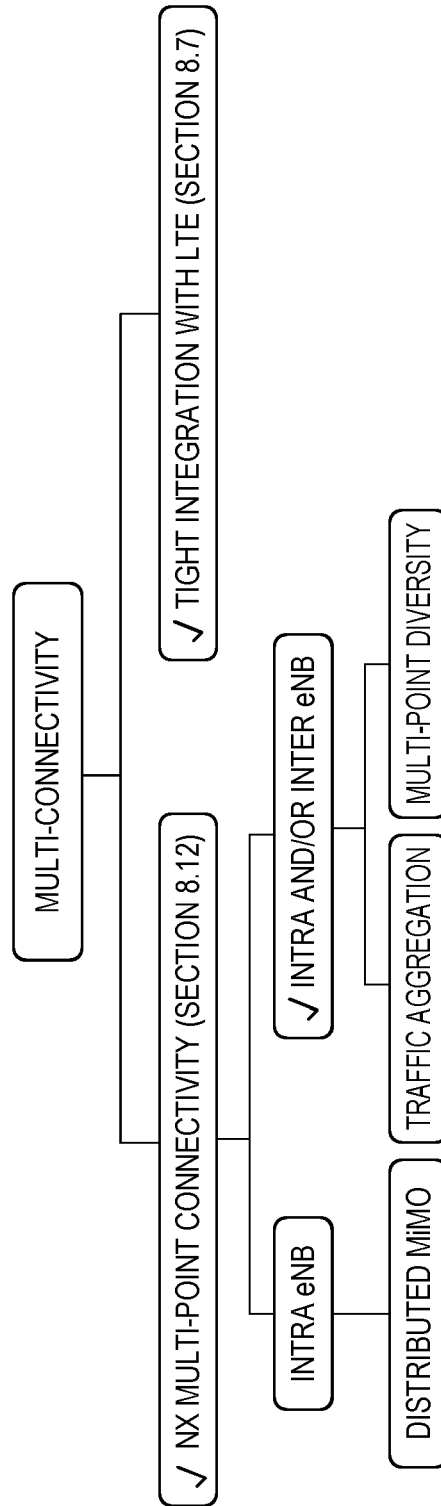 MULTI-CONNECTIVITY
✓ NX MULTI-POINT CONNECTIVITY (SECTION 8.12)
✓ TIGHT INTEGRATION WITH LTE (SECTION 8.7)
INTRA eNB
✓ INTRA AND/OR INTER eNB
DISTRIBUTED MiMO
TRAFFIC AGGREGATION
MULTI-POINT DIVERSITY